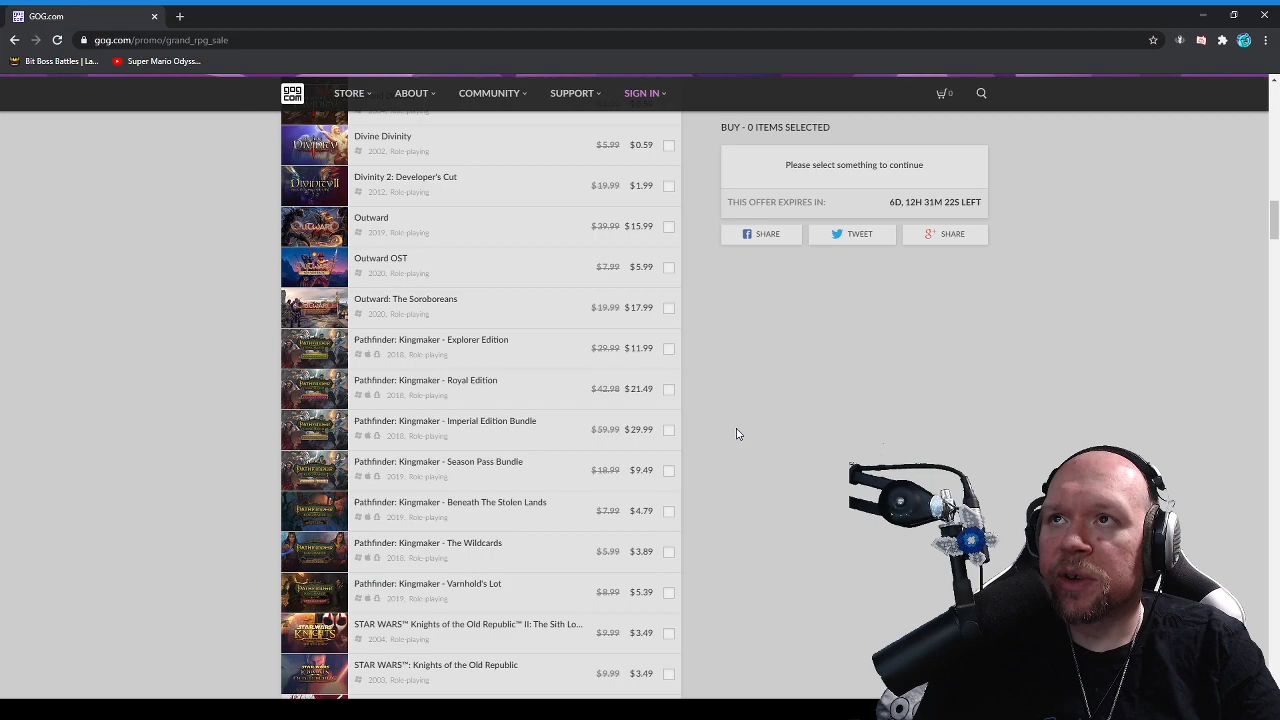 GOG.com
gog.com/promo/grand_rpg_sale
Bit Boss Battles | La...
Super Mario Odyss...
gog
com
STORE
ABOUT
COMMUNITY
SUPPORT
SIGN IN
0
Divine Divinity
2002, Role-playing
$5.99 $0.59
Divinity 2: Developer's Cut
2012, Role-playing
$19.99 $1.99
Outward
2019, Role-playing
$39.99 $15.99
Outward OST
2020, Role-playing
$7.99 $5.99
Outward: The Soroboreans
2020, Role-playing
$19.99 $17.99
Pathfinder: Kingmaker - Explorer Edition
2018, Role-playing
$29.99 $11.99
Pathfinder: Kingmaker - Royal Edition
2018, Role-playing
$42.98 $21.49
Pathfinder: Kingmaker - Imperial Edition Bundle
2018, Role-playing
$59.99 $29.99
Pathfinder: Kingmaker - Season Pass Bundle
2019, Role-playing
$18.99 $9.49
Pathfinder: Kingmaker - Beneath The Stolen Lands
2019, Role-playing
$7.99 $4.79
Pathfinder: Kingmaker - The Wildcards
2018, Role-playing
$5.99 $3.89
Pathfinder: Kingmaker - Varnhold's Lot
2019, Role-playing
$8.99 $5.39
STAR WARS™ Knights of the Old Republic™ II: The Sith Lo...
2004, Role-playing
$9.99 $3.49
STAR WARS™: Knights of the Old Republic
2003, Role-playing
$9.99 $3.49
BUY - 0 ITEMS SELECTED
Please select something to continue
THIS OFFER EXPIRES IN: 6D, 12H 31M 22S LEFT
SHARE
TWEET
SHARE